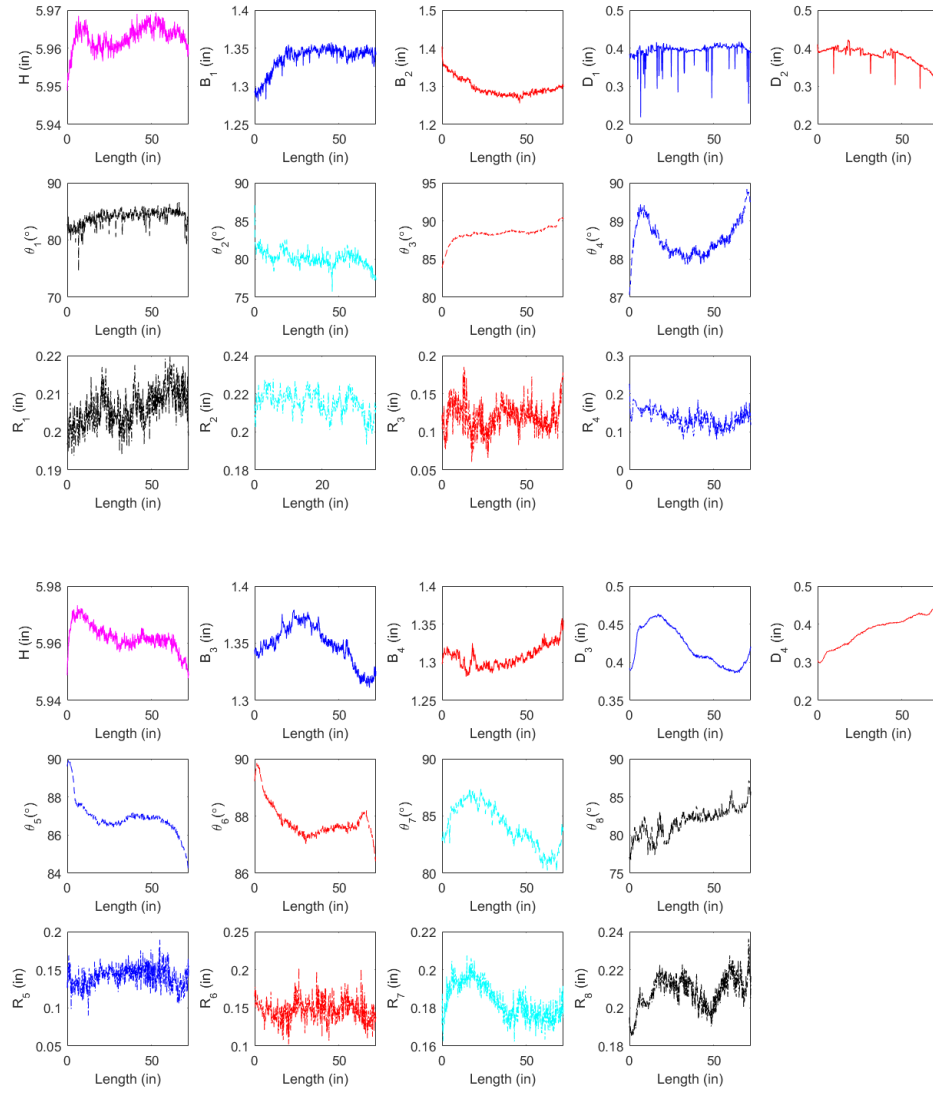 5.97
5.96
5.95
5.94
H (in)
0 50
Length (in)
1.4
1.35
1.3
1.25
B₁ (in)
0 50
Length (in)
1.4
1.3
1.2
B₂ (in)
0 50
Length (in)
0.5
0.4
0.3
0.2
D₁ (in)
0 50
Length (in)
0.5
0.4
0.3
0.2
D₂ (in)
0 50
Length (in)
90
80
70
θ₁(°)
0 50
Length (in)
90
85
80
75
θ₂(°)
0 50
Length (in)
95
90
85
80
θ₃(°)
0 50
Length (in)
90
89
88
87
θ₄(°)
0 50
Length (in)
0.22
0.21
0.2
0.19
R₁ (in)
0 50
Length (in)
0.24
0.22
0.2
0.18
R₂ (in)
0 20
Length (in)
0.2
0.15
0.1
0.05
R₃ (in)
0 50
Length (in)
0.3
0.2
0.1
0
R₄ (in)
0 50
Length (in)
5.98
5.96
5.94
H (in)
0 50
Length (in)
1.4
1.35
1.3
B₃ (in)
0 50
Length (in)
1.4
1.35
1.3
1.25
B₄ (in)
0 50
Length (in)
0.5
0.45
0.4
0.35
D₃ (in)
0 50
Length (in)
0.5
0.4
0.3
0.2
D₄ (in)
0 50
Length (in)
90
88
86
84
θ₅(°)
0 50
Length (in)
90
88
86
θ₆(°)
0 50
Length (in)
90
85
80
θ₇(°)
0 50
Length (in)
90
85
80
75
θ₈(°)
0 50
Length (in)
0.2
0.15
0.1
0.05
R₅ (in)
0 50
Length (in)
0.25
0.2
0.15
0.1
R₆ (in)
0 50
Length (in)
0.22
0.2
0.18
0.16
R₇ (in)
0 50
Length (in)
0.24
0.22
0.2
0.18
R₈ (in)
0 50
Length (in)